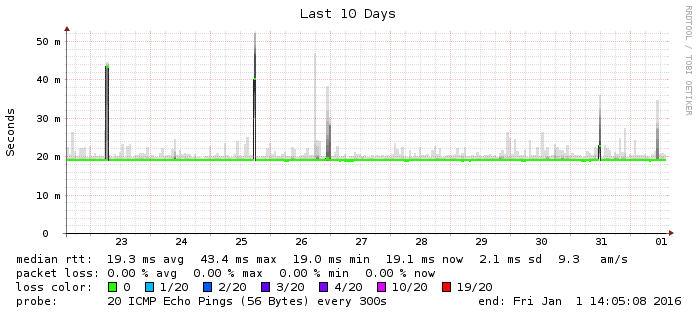 Last 10 Days
RRDTOOL / TOBI OETIKER
Seconds
50 m
40 m
30 m
20 m
10 m
0
23 24 25 26 27 28 29 30 31 01
median rtt: 19.3 ms avg 43.4 ms max 19.0 ms min 19.1 ms now 2.1 ms sd 9.3 am/s
packet loss: 0.00 % avg 0.00 % max 0.00 % min 0.00 % now
loss color: 0 1/20 2/20 3/20 4/20 10/20 19/20
probe: 20 ICMP Echo Pings (56 Bytes) every 300s end: Fri Jan 1 14:05:08 2016